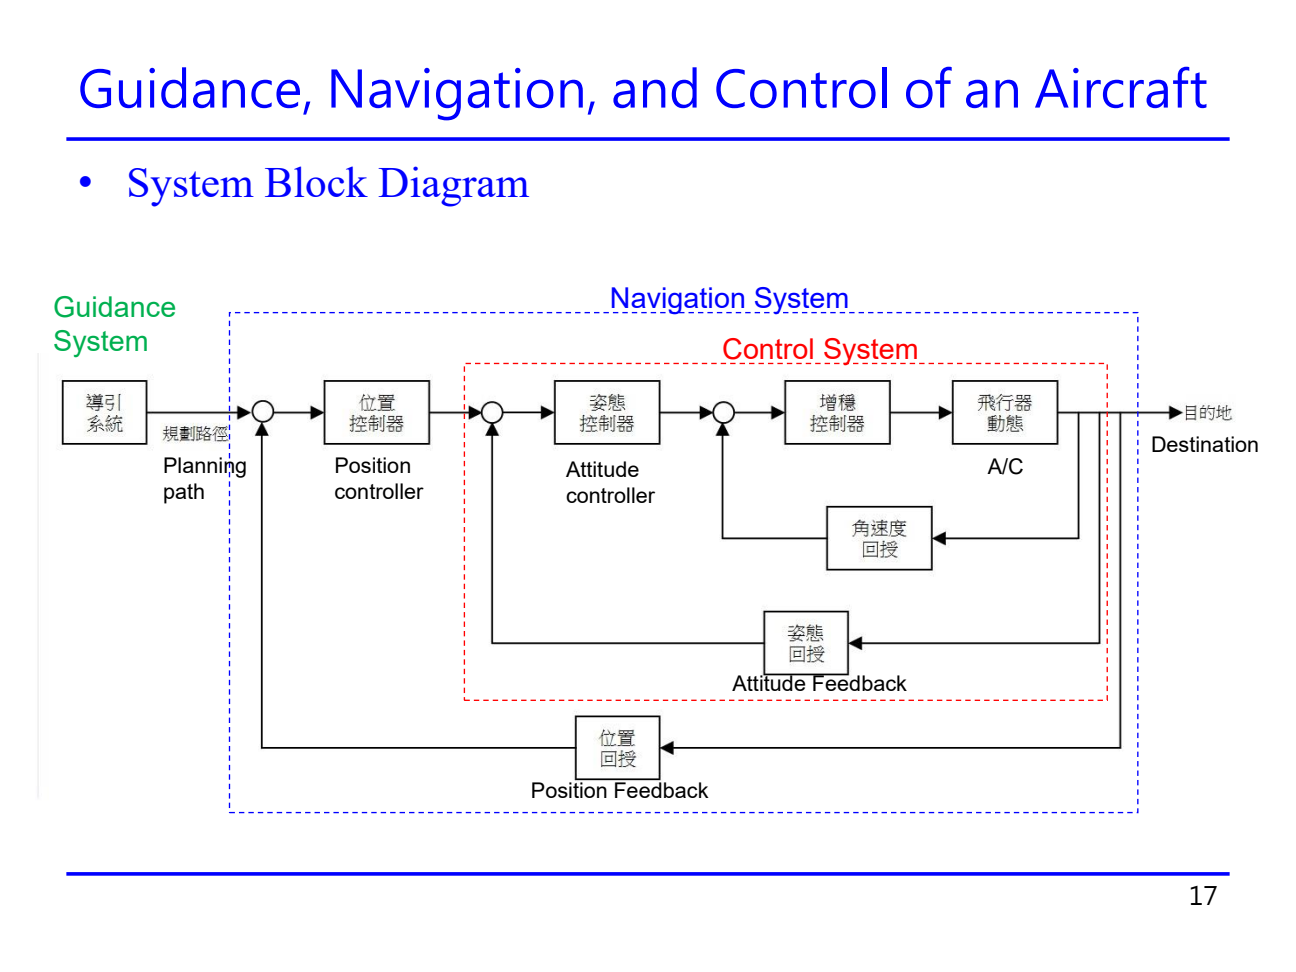 Guidance, Navigation, and Control of an Aircraft
• System Block Diagram
Guidance
System
Navigation System
Control System
導引
系統
規劃路徑
Planning
path
位置
控制器
Position
controller
姿態
控制器
Attitude
controller
增穩
控制器
飛行器
動態
A/C
目的地
Destination
角速度
回授
姿態
回授
Attitude Feedback
位置
回授
Position Feedback
17